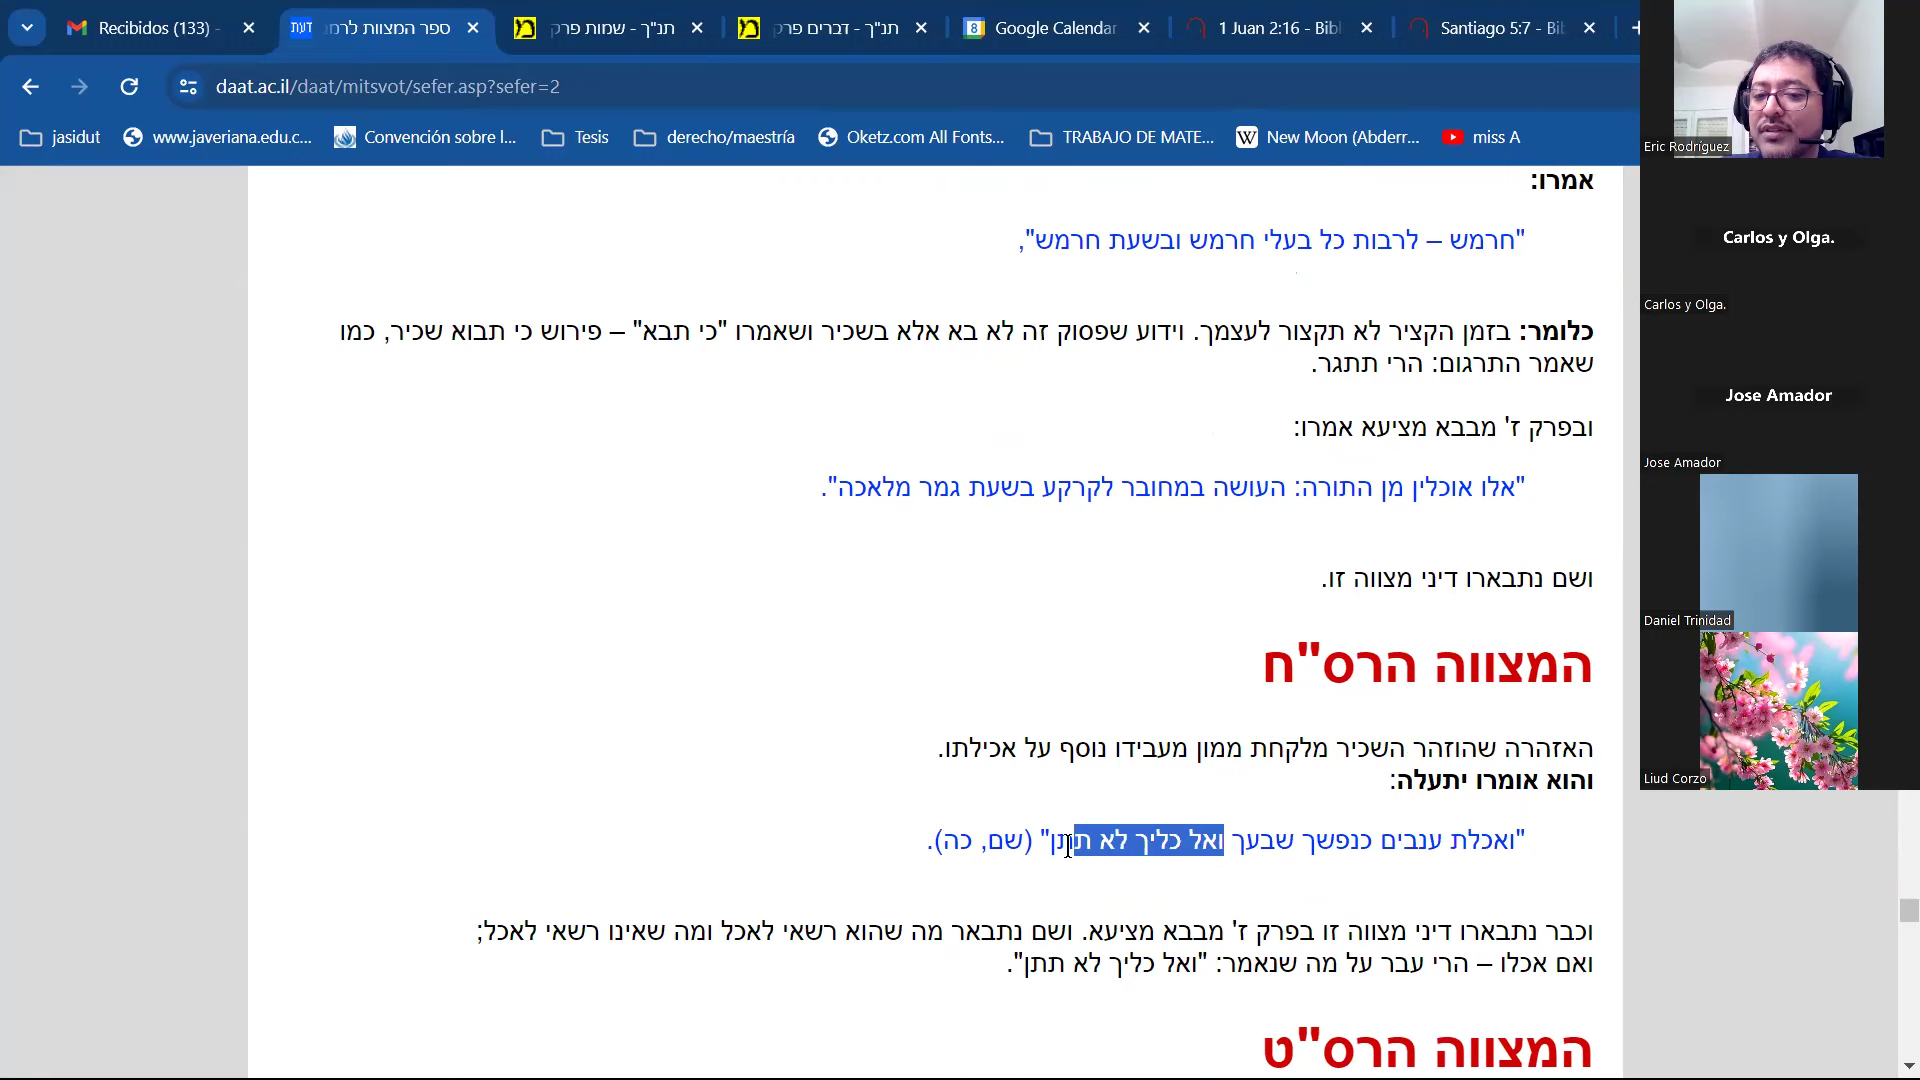 Recibidos (133) -
ספר המצוות לרמב
תנ"ך - שמות פרק
תנ"ך - דברים פרק
Google Calendar
1 Juan 2:16 - Bibl
Santiago 5:7 - Bib
daat.ac.il/daat/mitsvot/sefer.asp?sefer=2
jasidut
www.javeriana.edu.c...
Convención sobre l...
Tesis
derecho/maestría
Oketz.com All Fonts...
TRABAJO DE MATE...
New Moon (Abderr...
miss A
אמרו:
"חרמש – לרבות כל בעלי חרמש ובשעת חרמש",
כלומר: בזמן הקציר לא תקצור לעצמך. וידוע שפסוק זה לא בא אלא בשכיר ושאמרו "כי תבא" – פירוש כי תבוא שכיר, כמו
שאמר התרגום: הרי תתגר.
ובפרק ז' מבבא מציעא אמרו:
"אלו אוכלין מן התורה: העושה במחובר לקרקע בשעת גמר מלאכה".
ושם נתבארו דיני מצווה זו.
המצווה הרס"ח
האזהרה שהוזהר השכיר מלקחת ממון מעבידו נוסף על אכילתו.
והוא אומרו יתעלה:
"ואכלת ענבים כנפשך שבעך ואל כליך לא תתן" (שם, כה).
וכבר נתבארו דיני מצווה זו בפרק ז' מבבא מציעא. ושם נתבאר מה שהוא רשאי לאכל ומה שאינו רשאי לאכל;
ואם אכלו – הרי עבר על מה שנאמר: "ואל כליך לא תתן".
המצווה הרס"ט
Eric Rodríguez
Carlos y Olga.
Carlos y Olga.
Jose Amador
Jose Amador
Daniel Trinidad
Liud Corzo